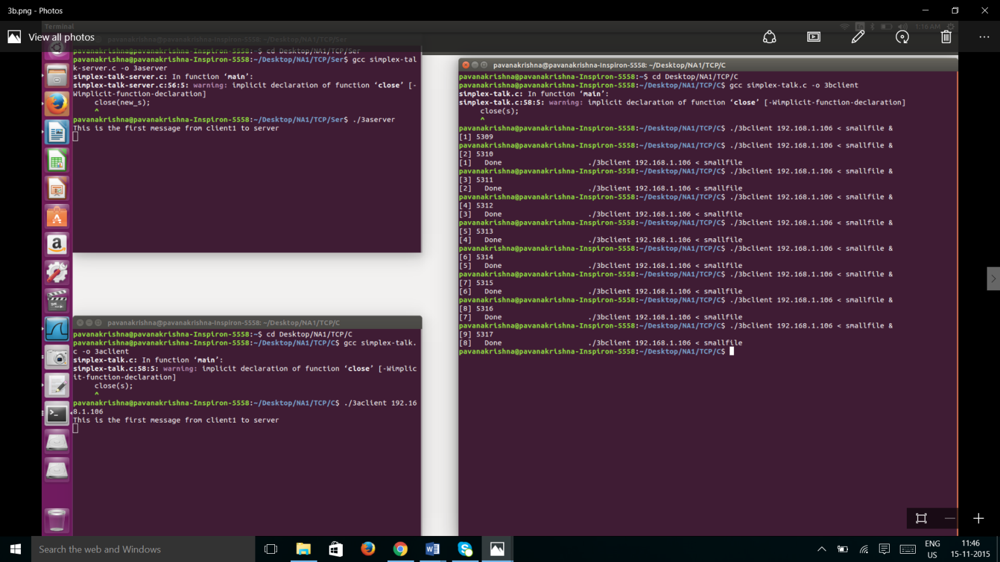 3b.png - Photos
Terminal
1:16 AM
View all photos
pavanakrishna@pavanakrishna-Inspiron-5558: ~/Desktop/NA1/TCP/Ser
pavanakrishna@pavanakrishna-Inspiron-5558:~$ cd Desktop/NA1/TCP/Ser
pavanakrishna@pavanakrishna-Inspiron-5558:~/Desktop/NA1/TCP/Ser$ gcc simplex-tal
k-server.c -o 3aserver
simplex-talk-server.c: In function ‘main’:
simplex-talk-server.c:56:5: warning: implicit declaration of function ‘close’ [-
Wimplicit-function-declaration]
close(new_s);
^
pavanakrishna@pavanakrishna-Inspiron-5558:~/Desktop/NA1/TCP/Ser$ ./3aserver
This is the first message from client1 to server
pavanakrishna@pavanakrishna-Inspiron-5558: ~/Desktop/NA1/TCP/C
pavanakrishna@pavanakrishna-Inspiron-5558:~$ cd Desktop/NA1/TCP/C
pavanakrishna@pavanakrishna-Inspiron-5558:~/Desktop/NA1/TCP/C$ gcc simplex-talk.
c -o 3aclient
simplex-talk.c: In function ‘main’:
simplex-talk.c:58:5: warning: implicit declaration of function ‘close’ [-Wimplic
it-function-declaration]
close(s);
^
pavanakrishna@pavanakrishna-Inspiron-5558:~/Desktop/NA1/TCP/C$ ./3aclient 192.16
8.1.106
This is the first message from client1 to server
pavanakrishna@pavanakrishna-Inspiron-5558: ~/Desktop/NA1/TCP/C
pavanakrishna@pavanakrishna-Inspiron-5558:~$ cd Desktop/NA1/TCP/C
pavanakrishna@pavanakrishna-Inspiron-5558:~/Desktop/NA1/TCP/C$ gcc simplex-talk.c -o 3bclient
simplex-talk.c: In function ‘main’:
simplex-talk.c:58:5: warning: implicit declaration of function ‘close’ [-Wimplicit-function-declaration]
close(s);
^
pavanakrishna@pavanakrishna-Inspiron-5558:~/Desktop/NA1/TCP/C$ ./3bclient 192.168.1.106 < smallfile &
[1] 5309
pavanakrishna@pavanakrishna-Inspiron-5558:~/Desktop/NA1/TCP/C$ ./3bclient 192.168.1.106 < smallfile &
[2] 5310
[1] Done ./3bclient 192.168.1.106 < smallfile
pavanakrishna@pavanakrishna-Inspiron-5558:~/Desktop/NA1/TCP/C$ ./3bclient 192.168.1.106 < smallfile &
[3] 5311
[2] Done ./3bclient 192.168.1.106 < smallfile
pavanakrishna@pavanakrishna-Inspiron-5558:~/Desktop/NA1/TCP/C$ ./3bclient 192.168.1.106 < smallfile &
[4] 5312
[3] Done ./3bclient 192.168.1.106 < smallfile
pavanakrishna@pavanakrishna-Inspiron-5558:~/Desktop/NA1/TCP/C$ ./3bclient 192.168.1.106 < smallfile &
[5] 5313
[4] Done ./3bclient 192.168.1.106 < smallfile
pavanakrishna@pavanakrishna-Inspiron-5558:~/Desktop/NA1/TCP/C$ ./3bclient 192.168.1.106 < smallfile &
[6] 5314
[5] Done ./3bclient 192.168.1.106 < smallfile
pavanakrishna@pavanakrishna-Inspiron-5558:~/Desktop/NA1/TCP/C$ ./3bclient 192.168.1.106 < smallfile &
[7] 5315
[6] Done ./3bclient 192.168.1.106 < smallfile
pavanakrishna@pavanakrishna-Inspiron-5558:~/Desktop/NA1/TCP/C$ ./3bclient 192.168.1.106 < smallfile &
[8] 5316
[7] Done ./3bclient 192.168.1.106 < smallfile
pavanakrishna@pavanakrishna-Inspiron-5558:~/Desktop/NA1/TCP/C$ ./3bclient 192.168.1.106 < smallfile &
[9] 5317
[8] Done ./3bclient 192.168.1.106 < smallfile
pavanakrishna@pavanakrishna-Inspiron-5558:~/Desktop/NA1/TCP/C$
Search the web and Windows
ENG
US
11:46
15-11-2015